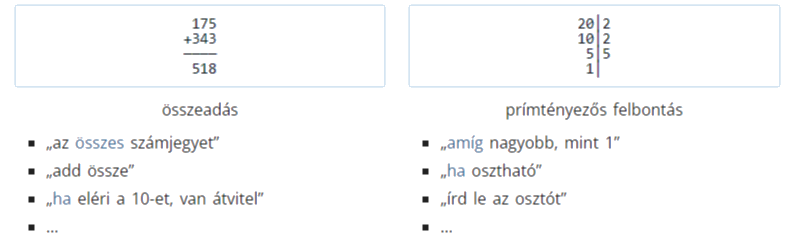 175
+343
────
518
összeadás
▪ „az összes számjegyet”
▪ „add össze”
▪ „ha eléri a 10-et, van átvitel”
▪ ...
20|2
10|2
5|5
1|
prímtényezős felbontás
▪ „amíg nagyobb, mint 1”
▪ „ha osztható”
▪ „írd le az osztót”
▪ ...